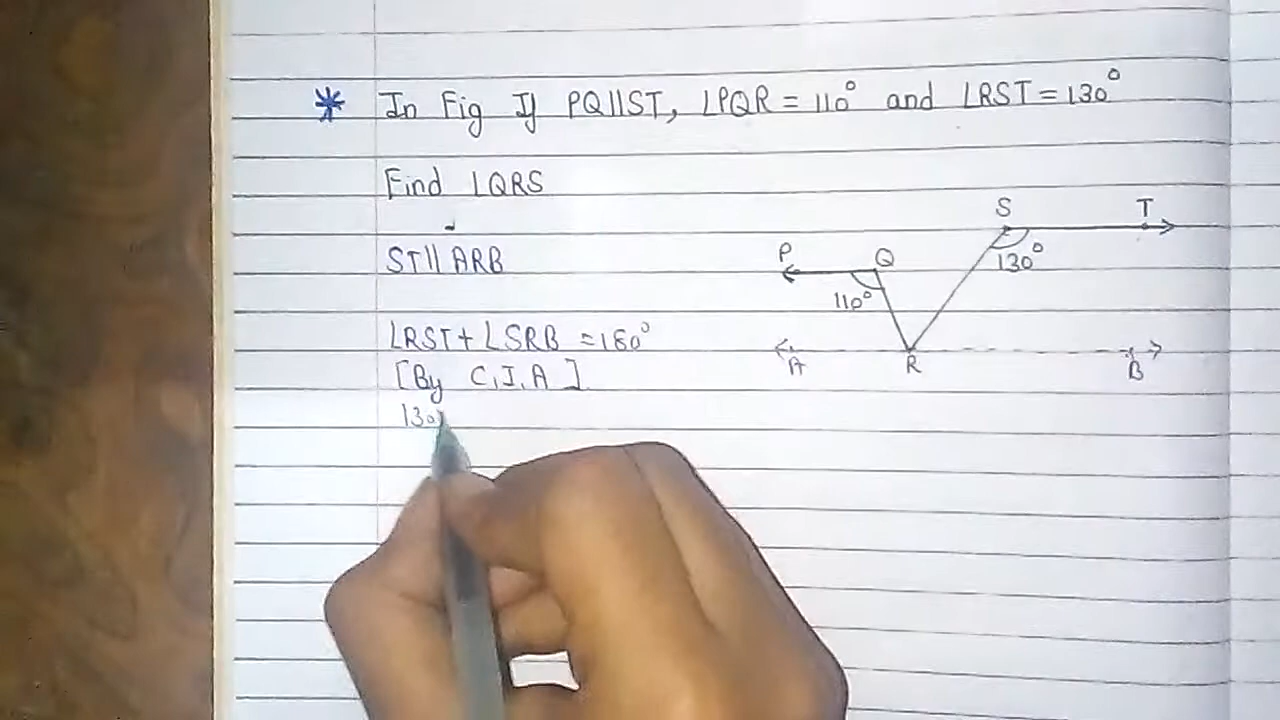 * In Fig If PQ||ST, ∠PQR = 110° and ∠RST = 130°
Find ∠QRS
ST || ARB
∠RST + ∠SRB = 180°
[By C.I.A]
130
S T
P Q
130°
110°
A R B